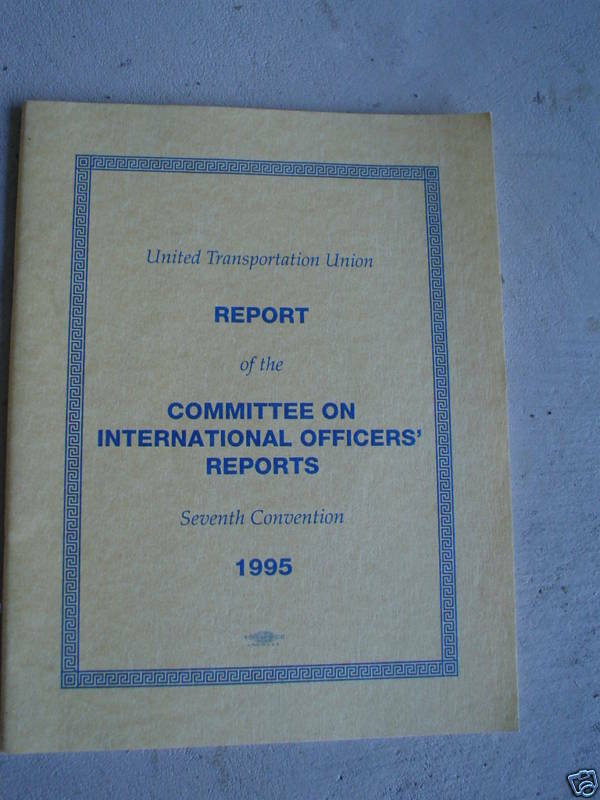 United Transportation Union
REPORT
of the
COMMITTEE ON
INTERNATIONAL OFFICERS'
REPORTS
Seventh Convention
1995